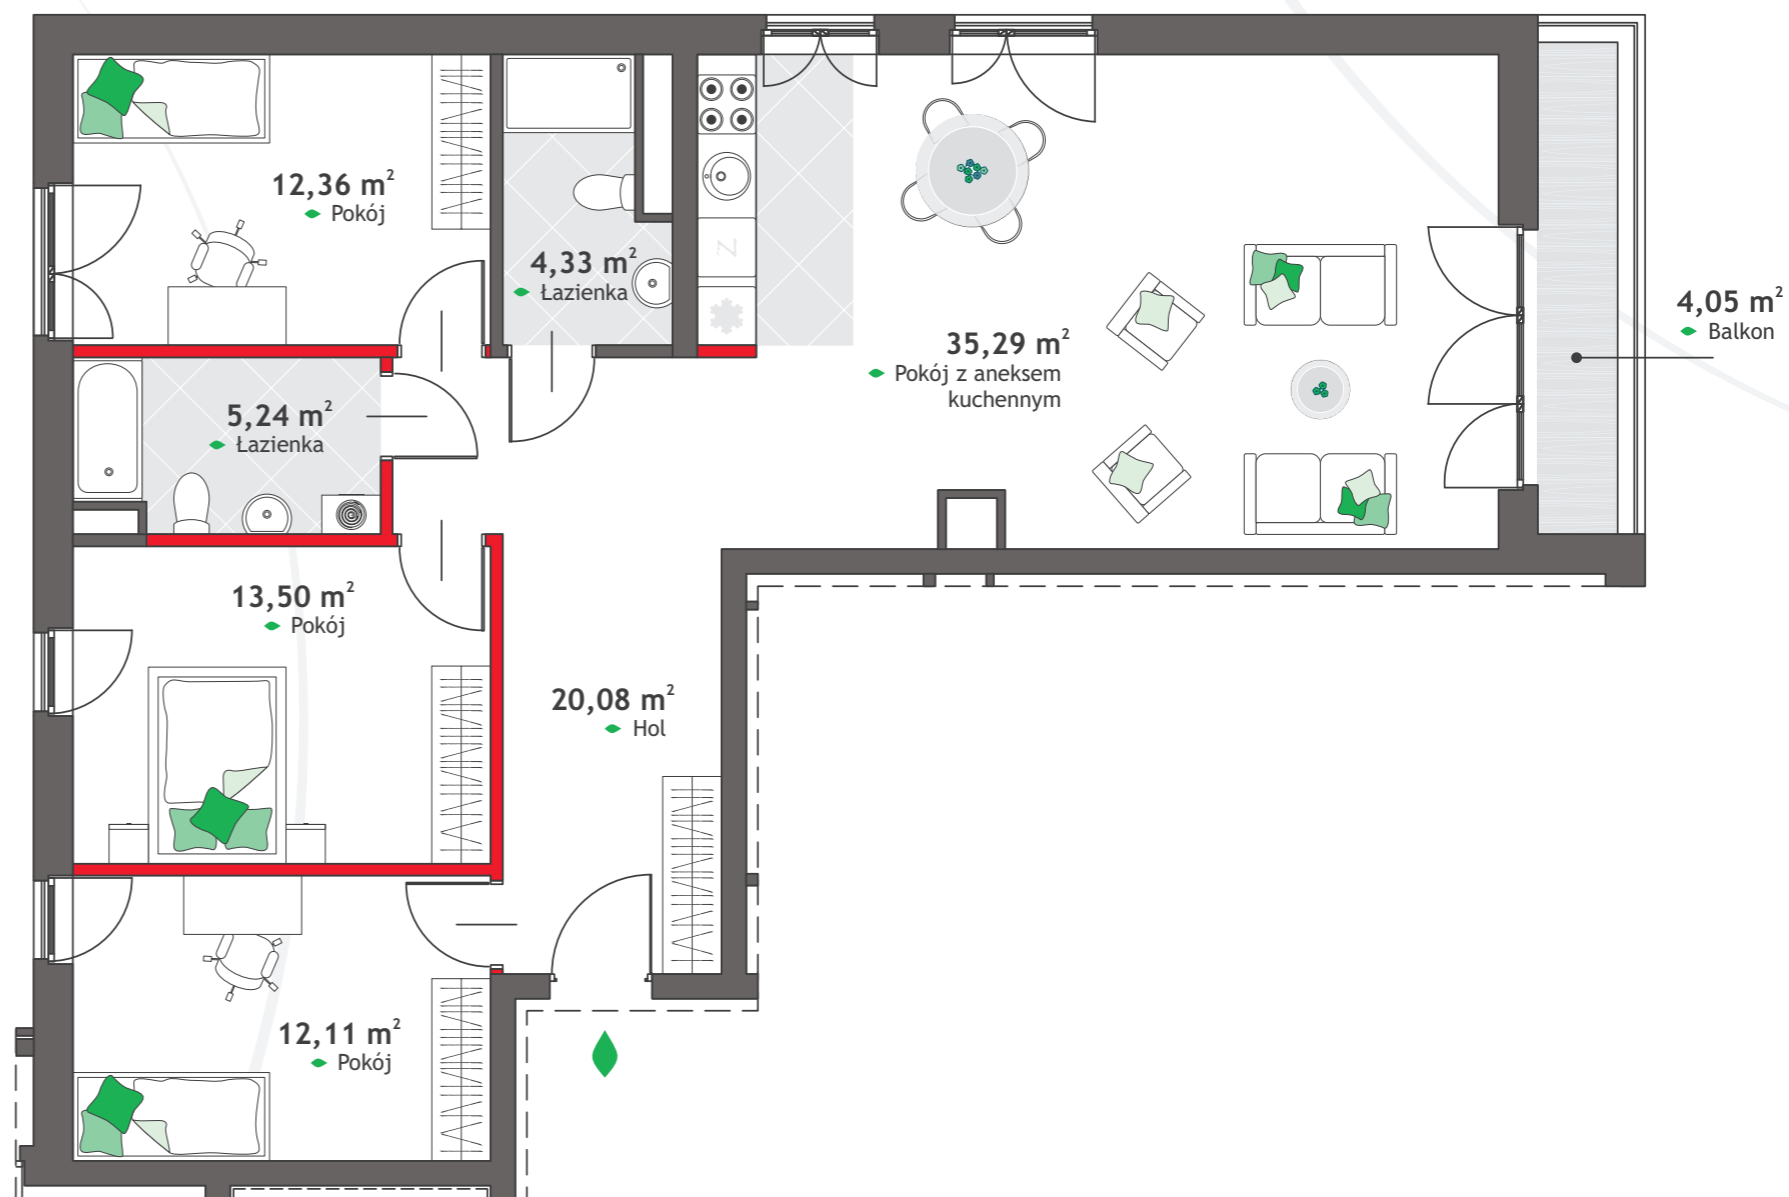 12,36 m²
Pokój
4,33 m²
Łazienka
Z
35,29 m²
Pokój z aneksem
kuchennym
4,05 m²
Balkon
5,24 m²
Łazienka
13,50 m²
Pokój
20,08 m²
Hol
12,11 m²
Pokój